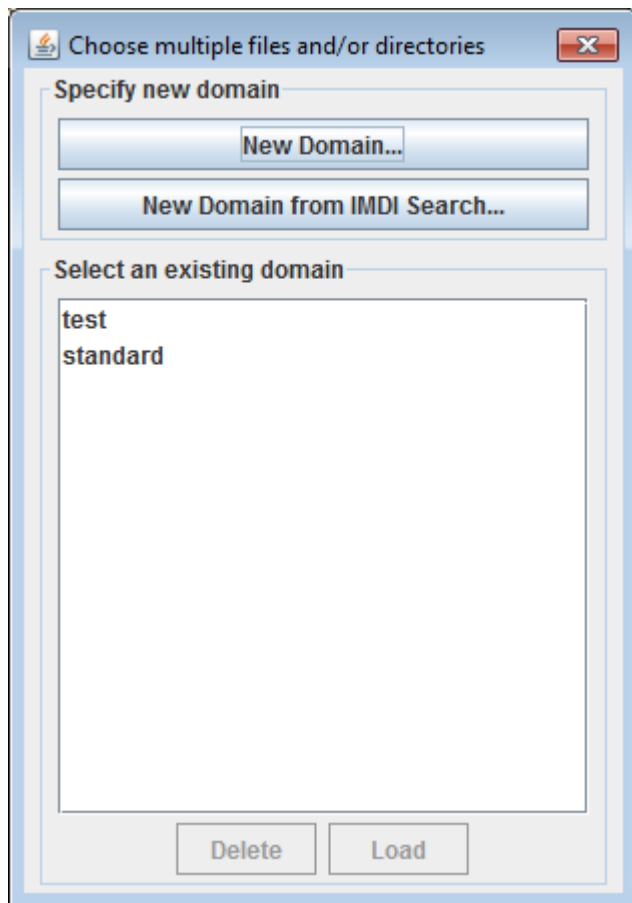 Choose multiple files and/or directories
Specify new domain
New Domain...
New Domain from IMDI Search...
Select an existing domain
test
standard
Delete Load